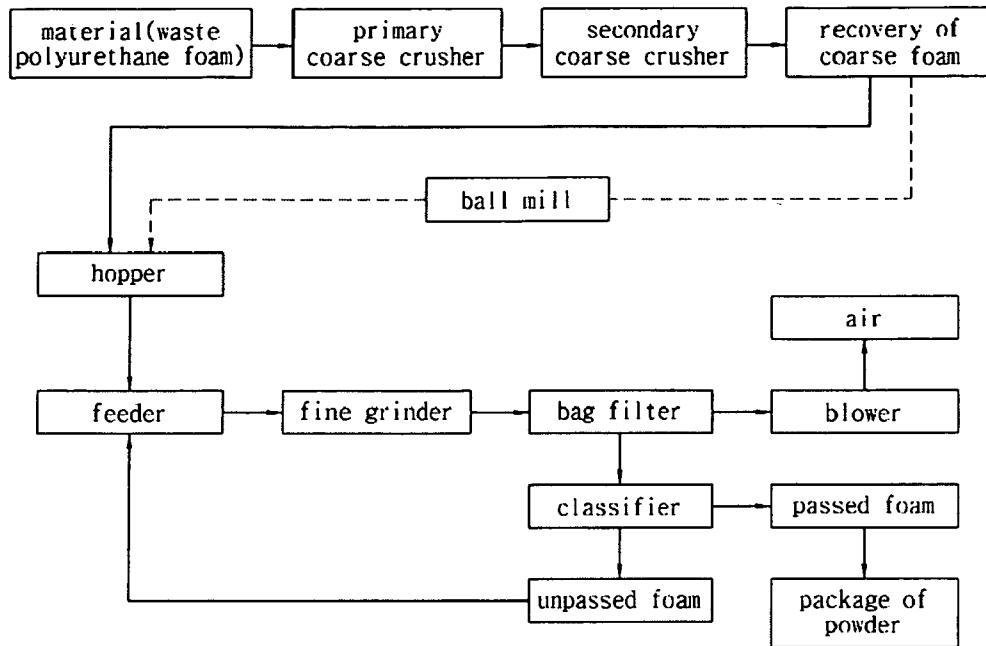 material(waste
polyurethane foam)
primary
coarse crusher
secondary
coarse crusher
recovery of
coarse foam
ball mill
hopper
air
feeder
fine grinder
bag filter
blower
classifier
passed foam
unpassed foam
package of
powder